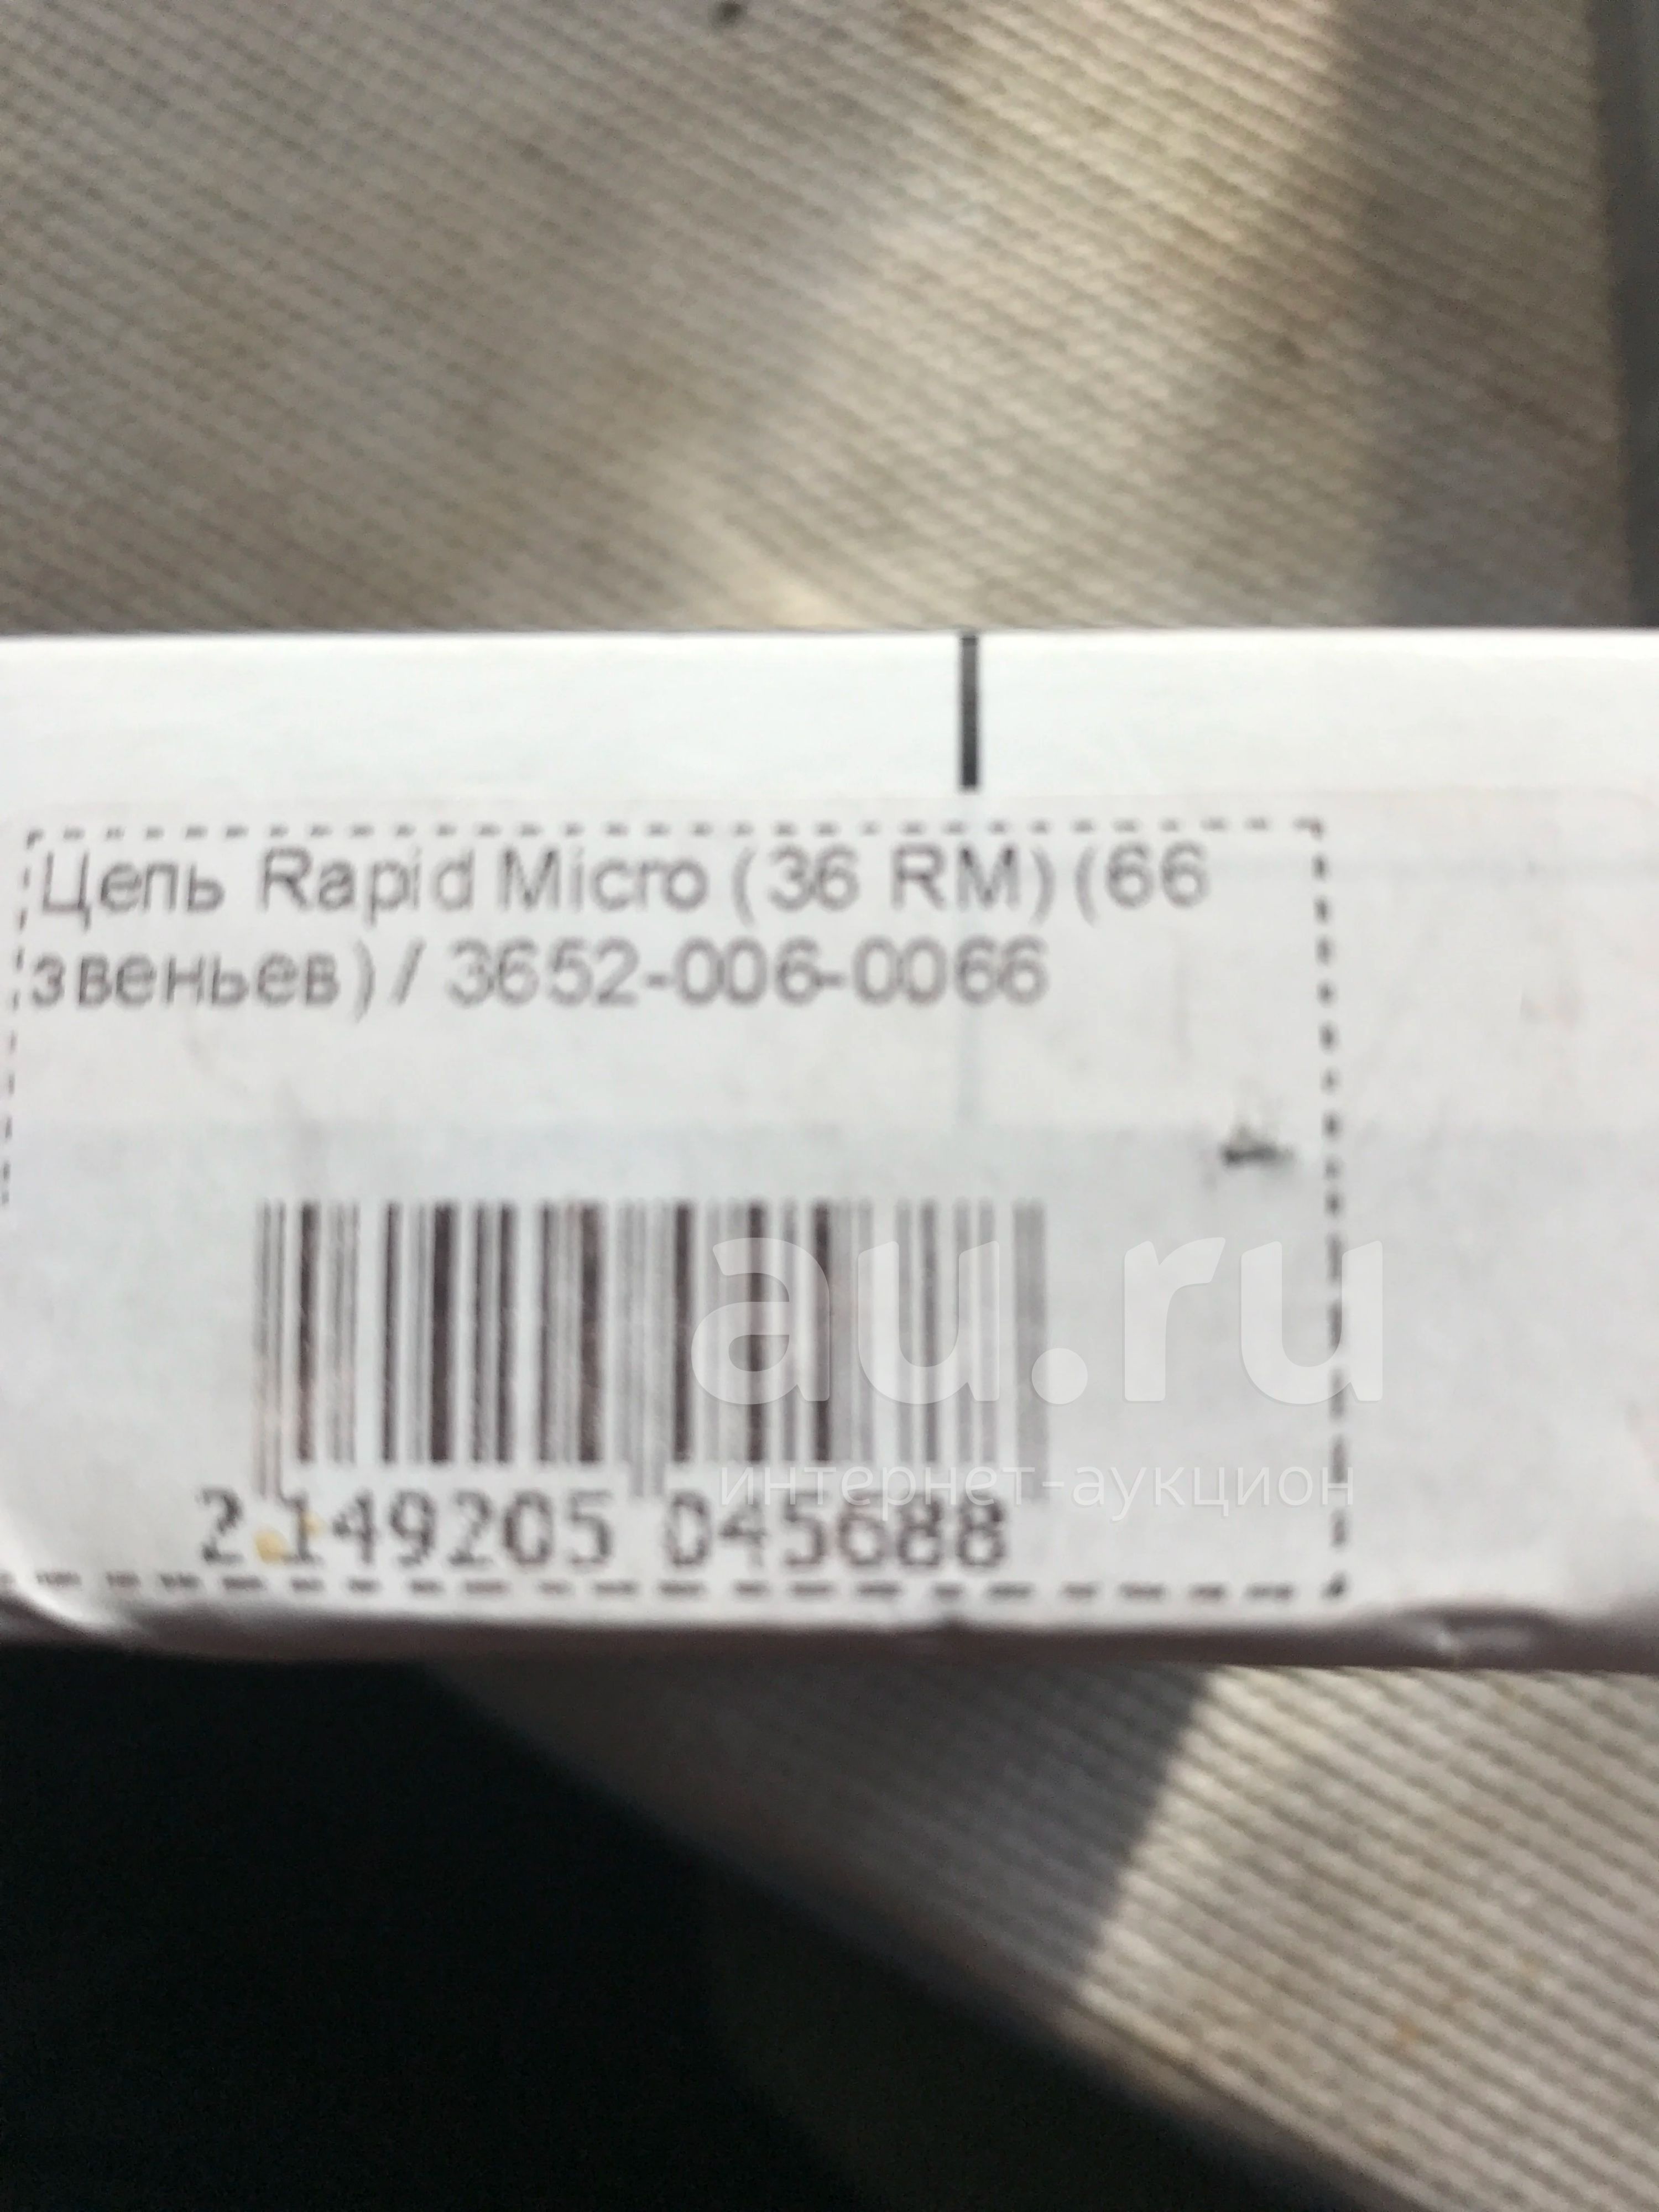 Цепь Rapid Micro (36 RM) (66
звеньев) / 3652-006-0066
au.ru
интернет-аукцион
2 149205 045688